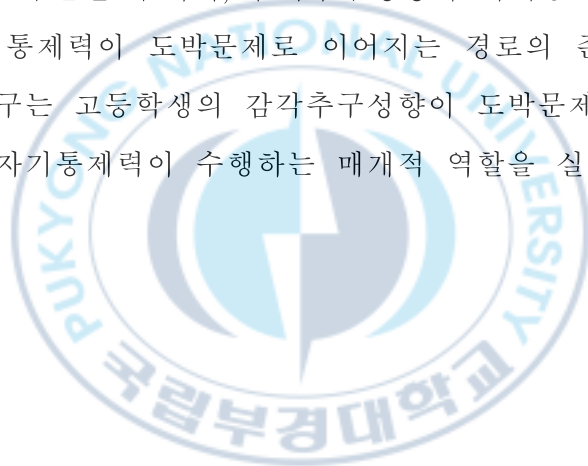 통제력이 도박문제로 이어지는 경로의
구는 고등학생의 감각추구성향이 도박문제
자기통제력이 수행하는 매개적 역할을 실
PUKYONG NATIONAL UNIVERSITY
국립부경대학교